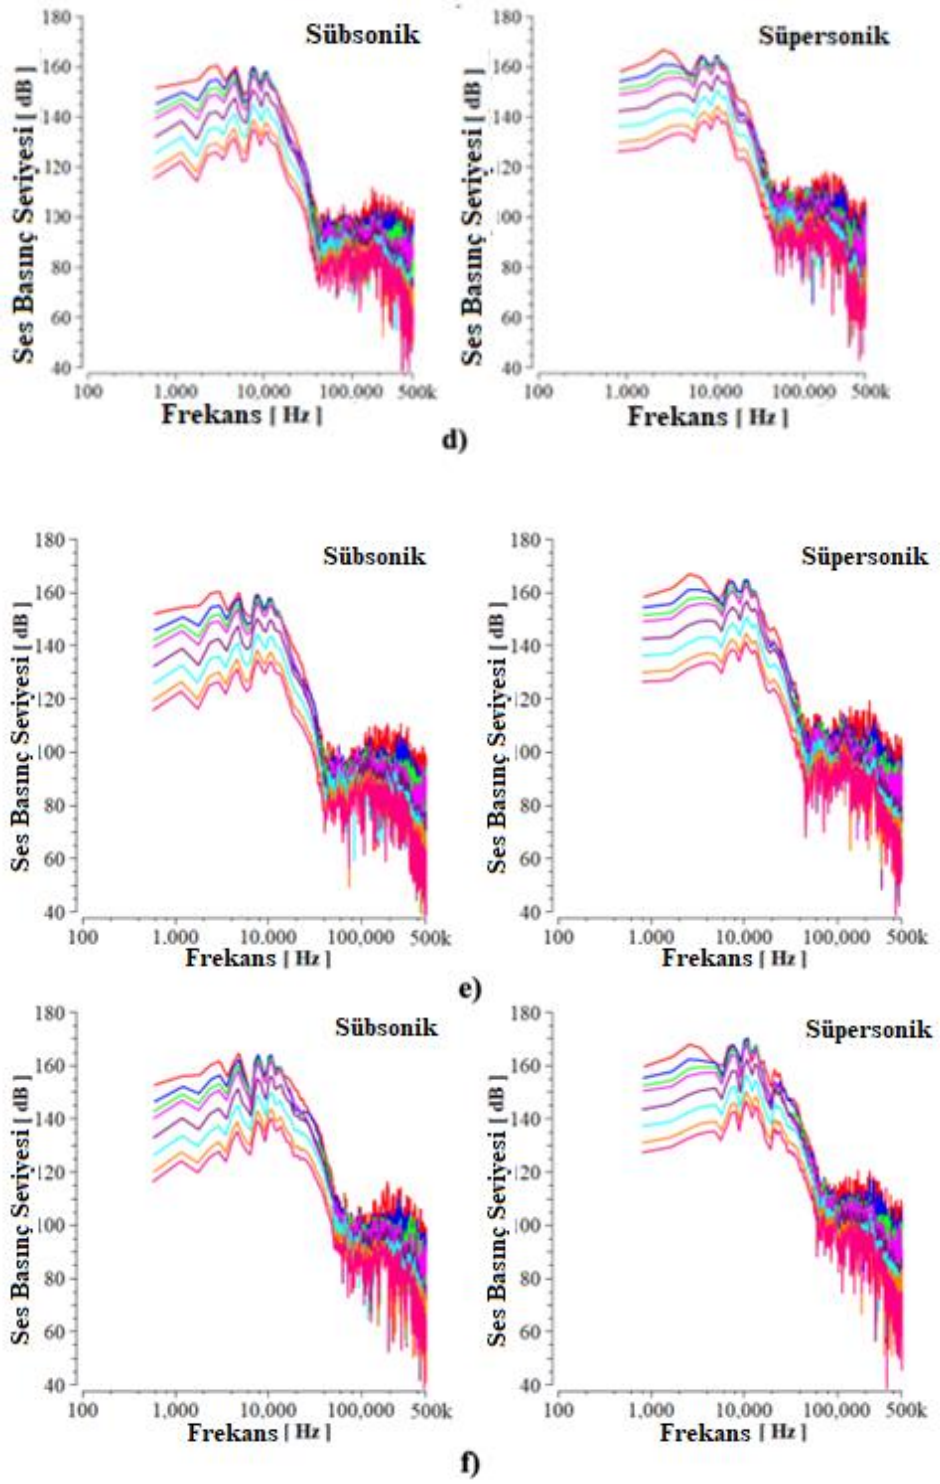 Sübsonik
Süpersonik
Ses Basınç Seviyesi [ dB ]
180
160
140
120
100
80
60
40
100 1.000 10.000 100.000 500k
Frekans [ Hz ]
Ses Basınç Seviyesi [ dB ]
180
160
140
120
100
80
60
40
100 1.000 10.000 100.000 500k
Frekans [ Hz ]
d)
Sübsonik
Süpersonik
Ses Basınç Seviyesi [ dB ]
180
160
140
120
100
80
60
40
100 1.000 10.000 100,000 500k
Frekans [ Hz ]
Ses Basınç Seviyesi [ dB ]
180
160
140
120
100
80
60
40
100 1.000 10.000 100,000 500k
Frekans [ Hz ]
e)
Sübsonik
Süpersonik
Ses Basınç Seviyesi [ dB ]
180
160
140
120
100
80
60
40
100 1,000 10.000 100,000 500k
Frekans [ Hz ]
Ses Basınç Seviyesi [ dB ]
180
160
140
120
100
80
60
40
100 1.000 10.000 100,000 500k
Frekans [ Hz ]
f)